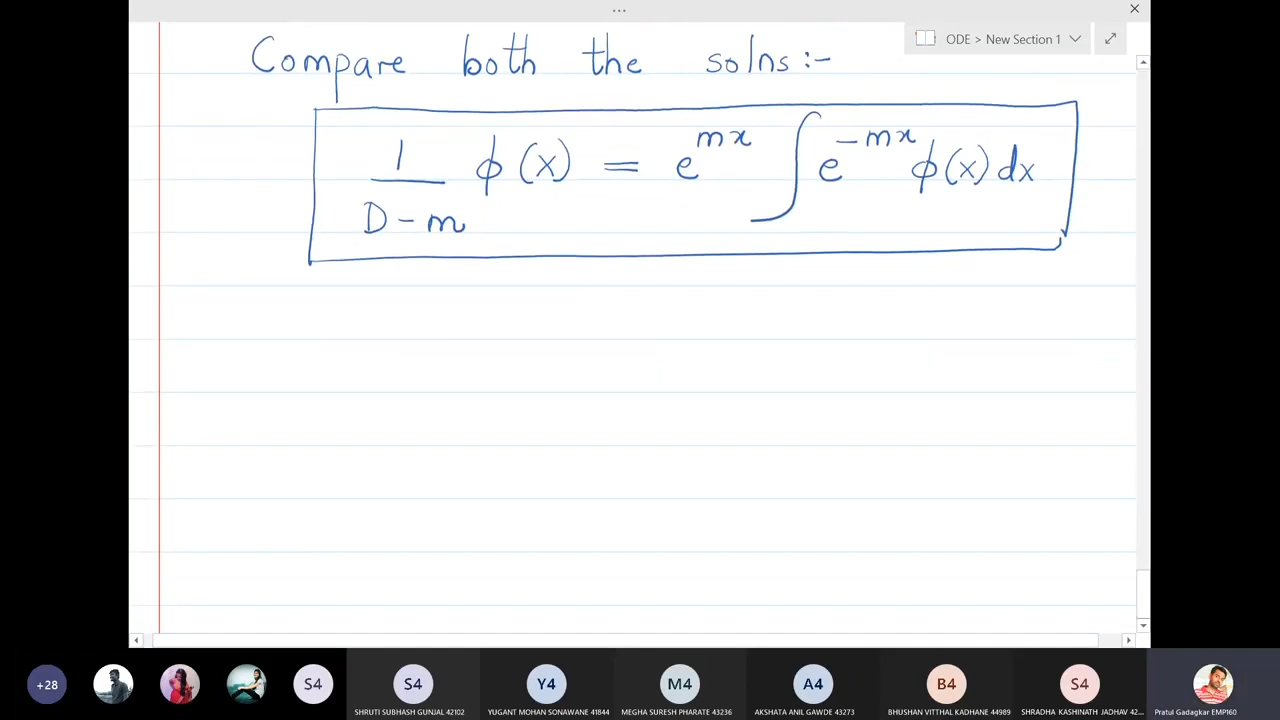 ODE > New Section 1
Compare both the solns :-
1/(D-m) ϕ(x) = e^{mx} ∫ e^{-mx} ϕ(x) dx
+28
S4
S4
Y4
M4
A4
B4
S4
SHRUTI SUBHASH GUNJAL 42102
YUGANT MOHAN SONAWANE 41844
MEGHA SURESH PHARATE 43236
AKSHATA ANIL GAWDE 43273
BHUSHAN VITTHAL KADHANE 44989
SHRADHA KASHINATH JADHAV 42...
Pratul Gadagkar EMP160